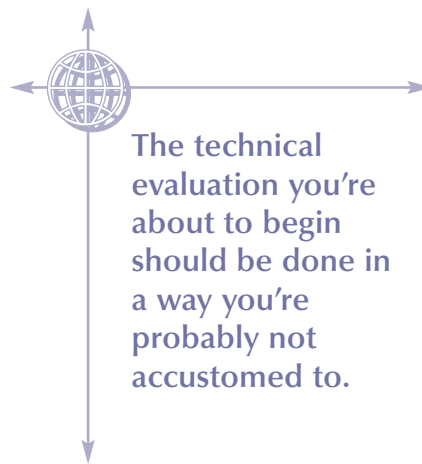 The technical
evaluation you’re
about to begin
should be done in
a way you’re
probably not
accustomed to.